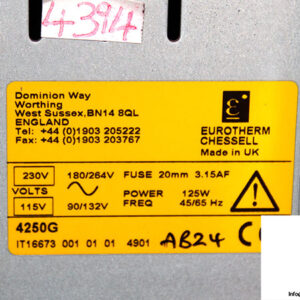 43914
Dominion Way
Worthing
West Sussex,BN14 8QL
ENGLAND
Tel: +44 (0)1903 205222
Fax: +44 (0)1903 203767
EUROTHERM
CHESSELL
Made in UK
230V 180/264V FUSE 20mm 3.15AF
VOLTS POWER 125W
115V 90/132V FREQ 45/65 Hz
4250G
IT16673 001 01 01 4901 AB24 CE